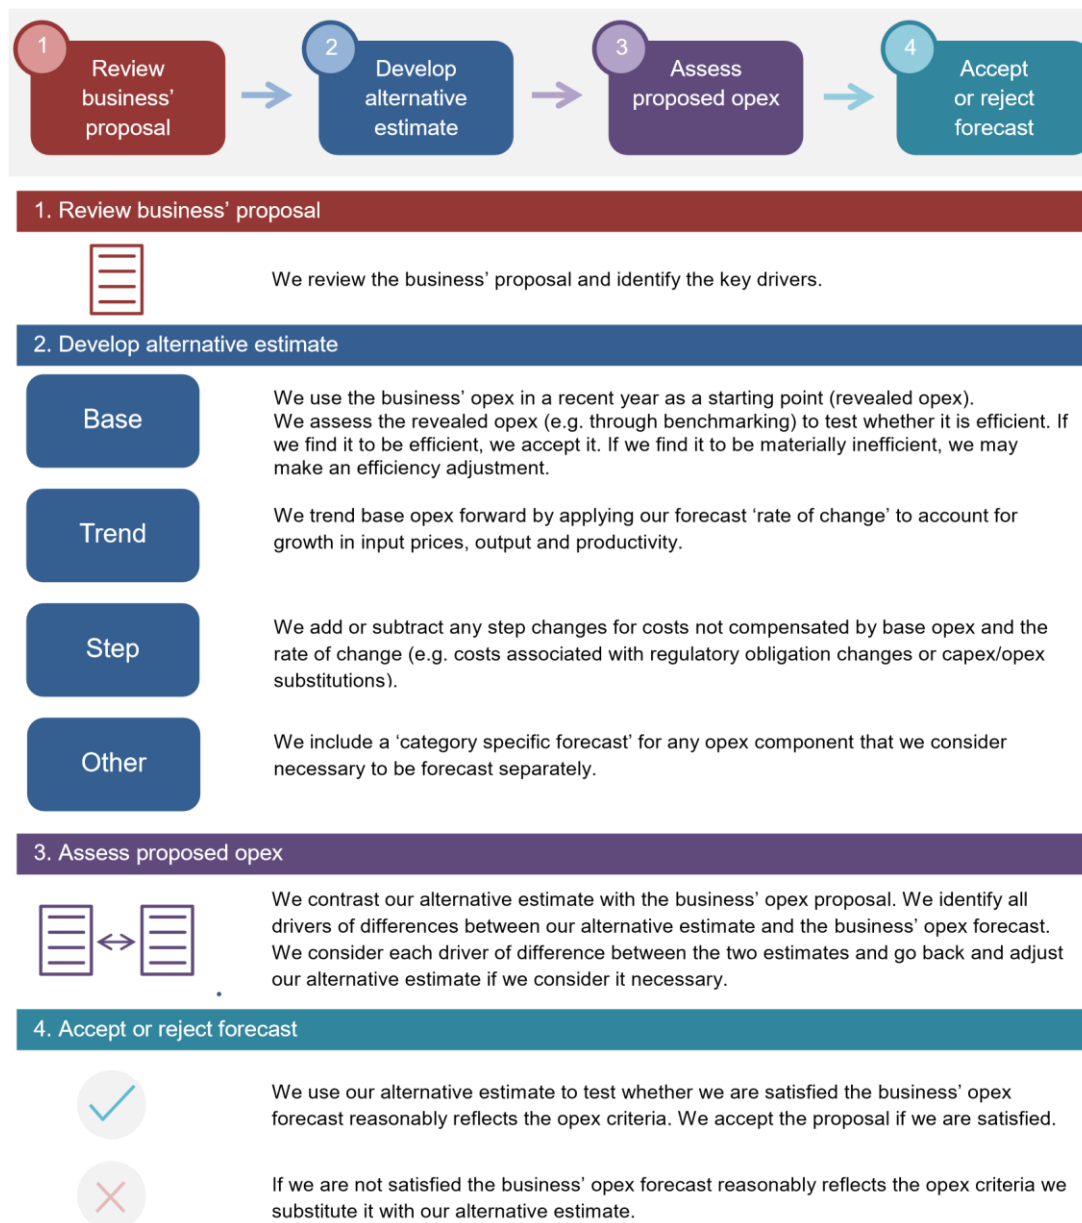 1
Review
business’
proposal
2
Develop
alternative
estimate
3
Assess
proposed opex
4
Accept
or reject
forecast
1. Review business’ proposal
We review the business’ proposal and identify the key drivers.
2. Develop alternative estimate
Base
We use the business’ opex in a recent year as a starting point (revealed opex).
We assess the revealed opex (e.g. through benchmarking) to test whether it is efficient. If
we find it to be efficient, we accept it. If we find it to be materially inefficient, we may
make an efficiency adjustment.
Trend
We trend base opex forward by applying our forecast ‘rate of change’ to account for
growth in input prices, output and productivity.
Step
We add or subtract any step changes for costs not compensated by base opex and the
rate of change (e.g. costs associated with regulatory obligation changes or capex/opex
substitutions).
Other
We include a ‘category specific forecast’ for any opex component that we consider
necessary to be forecast separately.
3. Assess proposed opex
We contrast our alternative estimate with the business’ opex proposal. We identify all
drivers of differences between our alternative estimate and the business’ opex forecast.
We consider each driver of difference between the two estimates and go back and adjust
our alternative estimate if we consider it necessary.
4. Accept or reject forecast
We use our alternative estimate to test whether we are satisfied the business’ opex
forecast reasonably reflects the opex criteria. We accept the proposal if we are satisfied.
If we are not satisfied the business’ opex forecast reasonably reflects the opex criteria we
substitute it with our alternative estimate.